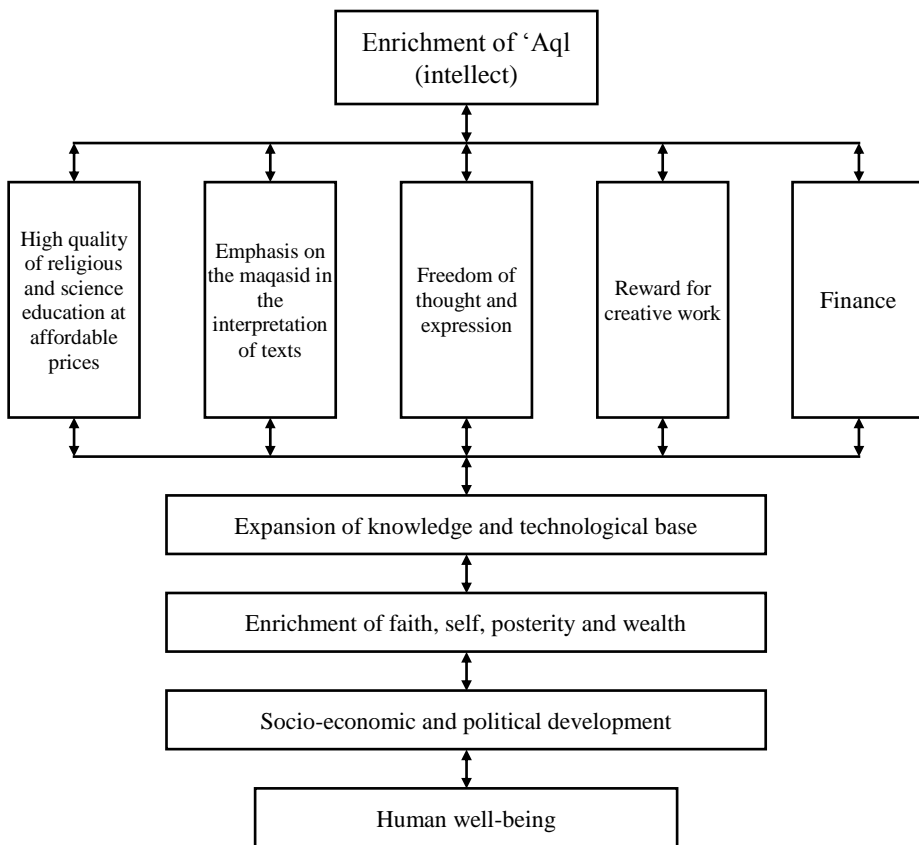 Enrichment of ‘Aql
(intellect)
High quality
of religious
and science
education at
affordable
prices
Emphasis on
the maqasid in
the
interpretation
of texts
Freedom of
thought and
expression
Reward for
creative work
Finance
Expansion of knowledge and technological base
Enrichment of faith, self, posterity and wealth
Socio-economic and political development
Human well-being